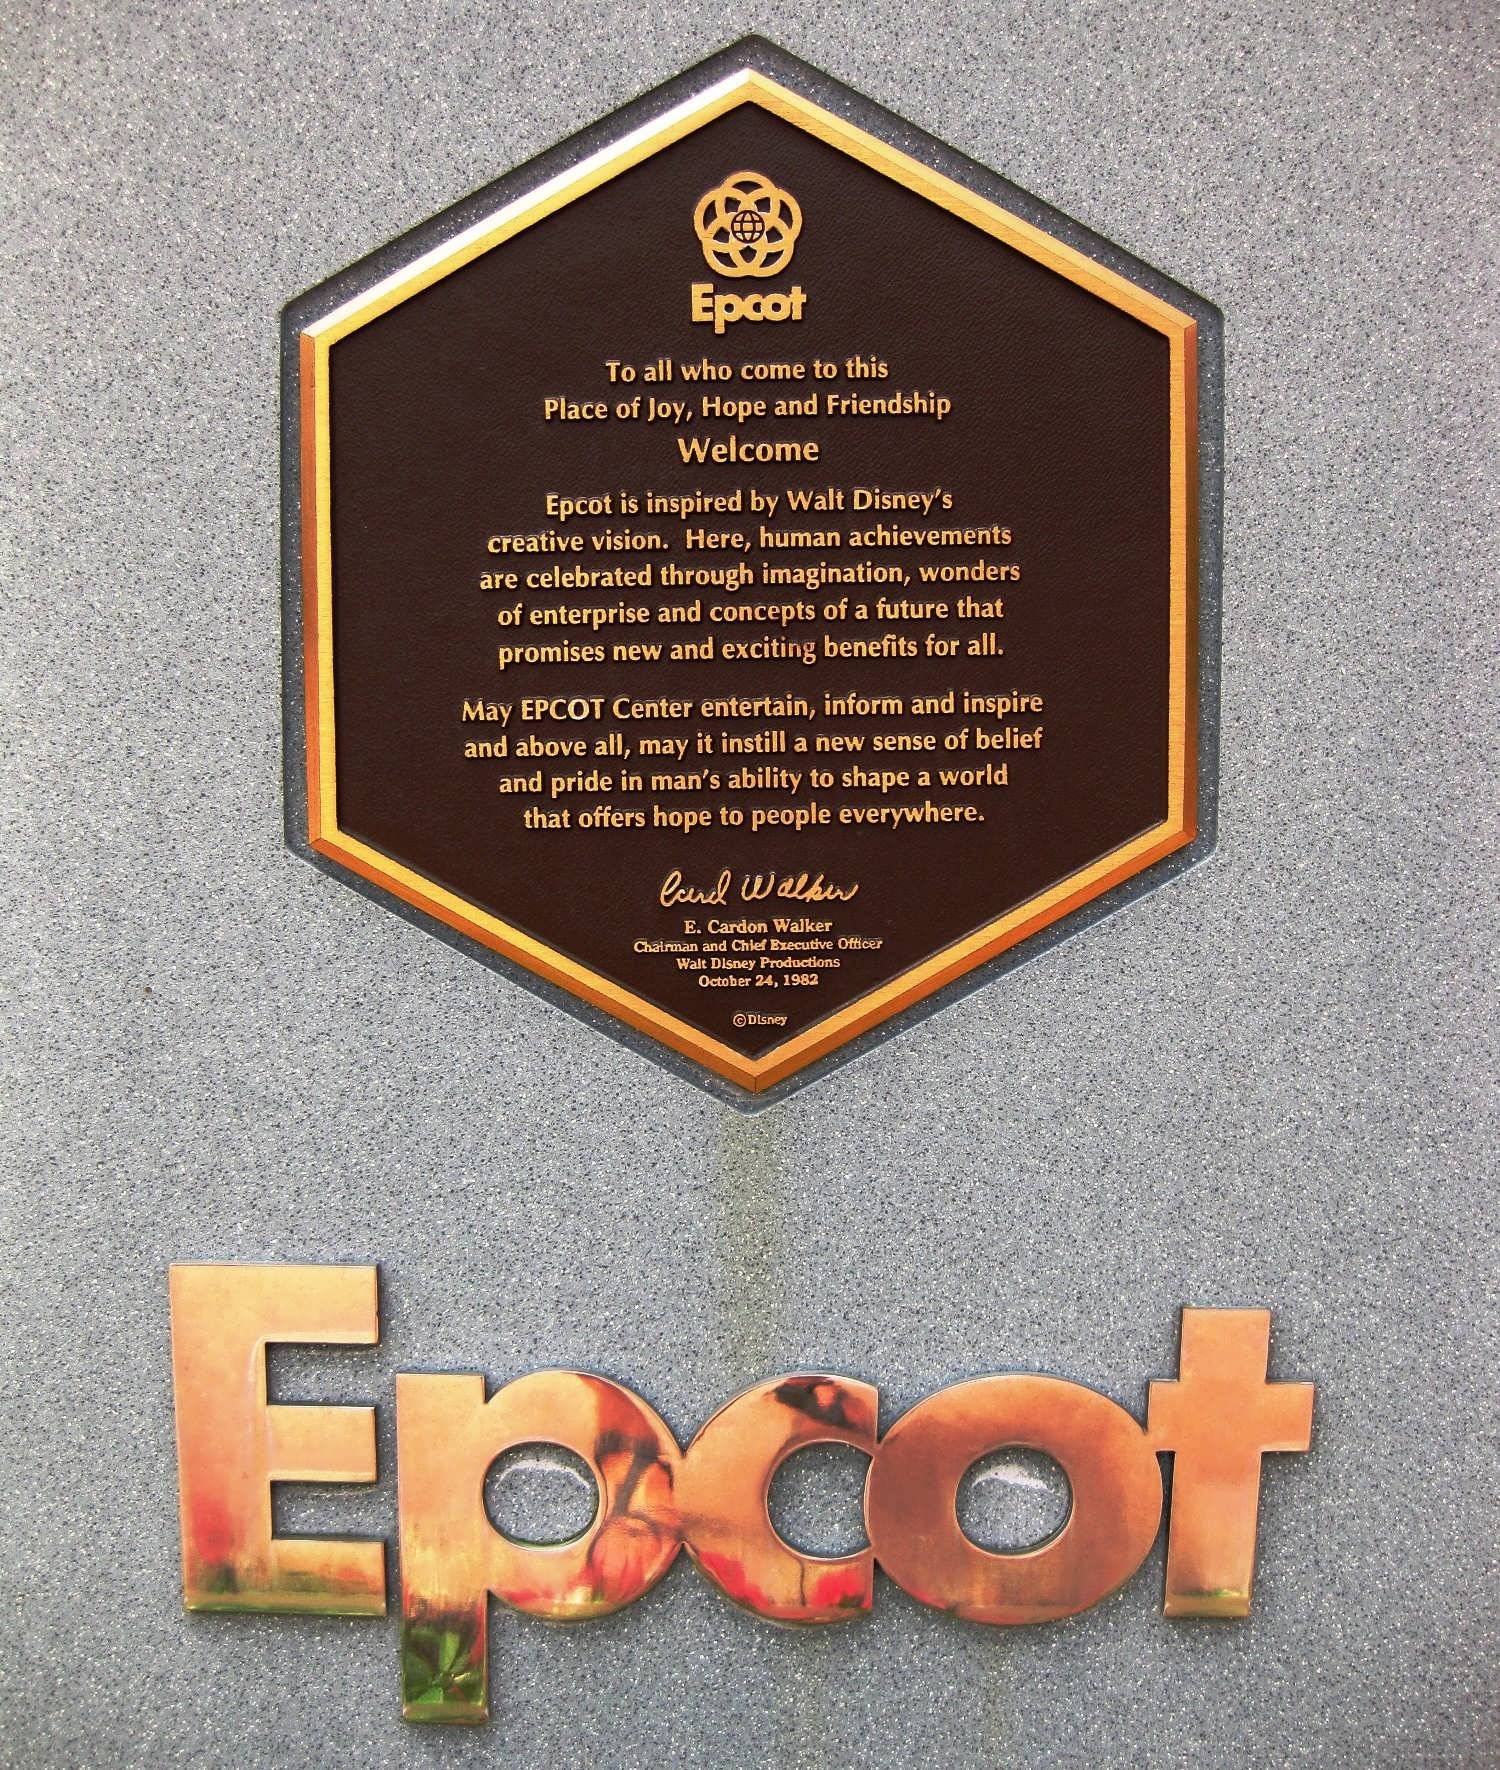 Epcot
To all who come to this
Place of Joy, Hope and Friendship
Welcome
Epcot is inspired by Walt Disney's
creative vision.  Here, human achievements
are celebrated through imagination, wonders
of enterprise and concepts of a future that
promises new and exciting benefits for all.
May EPCOT Center entertain, inform and inspire
and above all, may it instill a new sense of belief
and pride in man's ability to shape a world
that offers hope to people everywhere.
Card Walker
E. Cardon Walker
Chairman and Chief Executive Officer
Walt Disney Productions
October 24, 1982
©Disney
Epcot